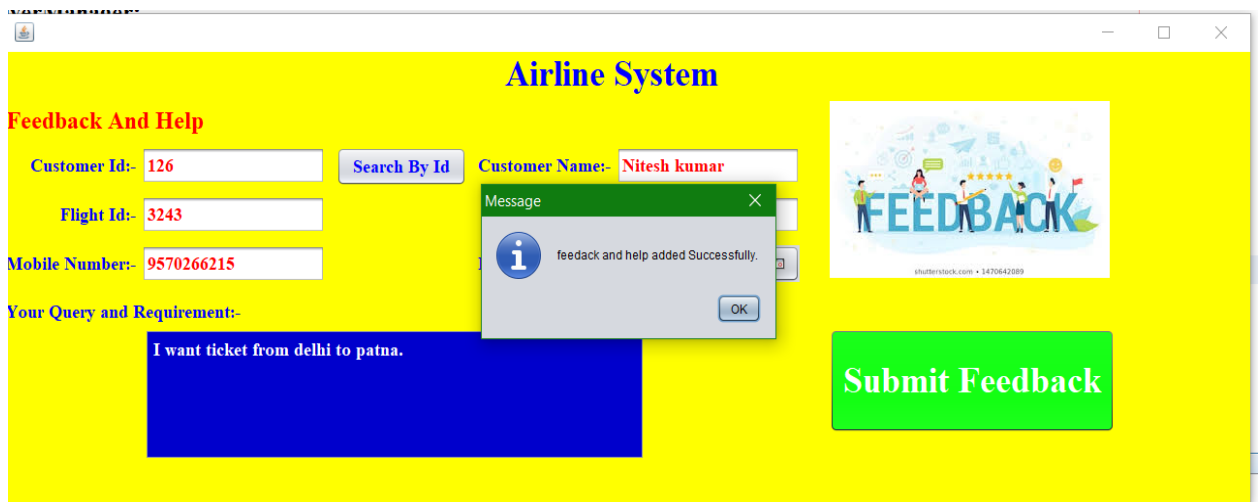 Airline System
Feedback And Help
Customer Id:- 126 Search By Id Customer Name:- Nitesh kumar
Message
Flight Id:- 3243
feedack and help added Successfully.
Mobile Number:- 9570266215
FEEDBACK
shutterstock.com • 1470642089
OK
Your Query and Requirement:-
I want ticket from delhi to patna.
Submit Feedback